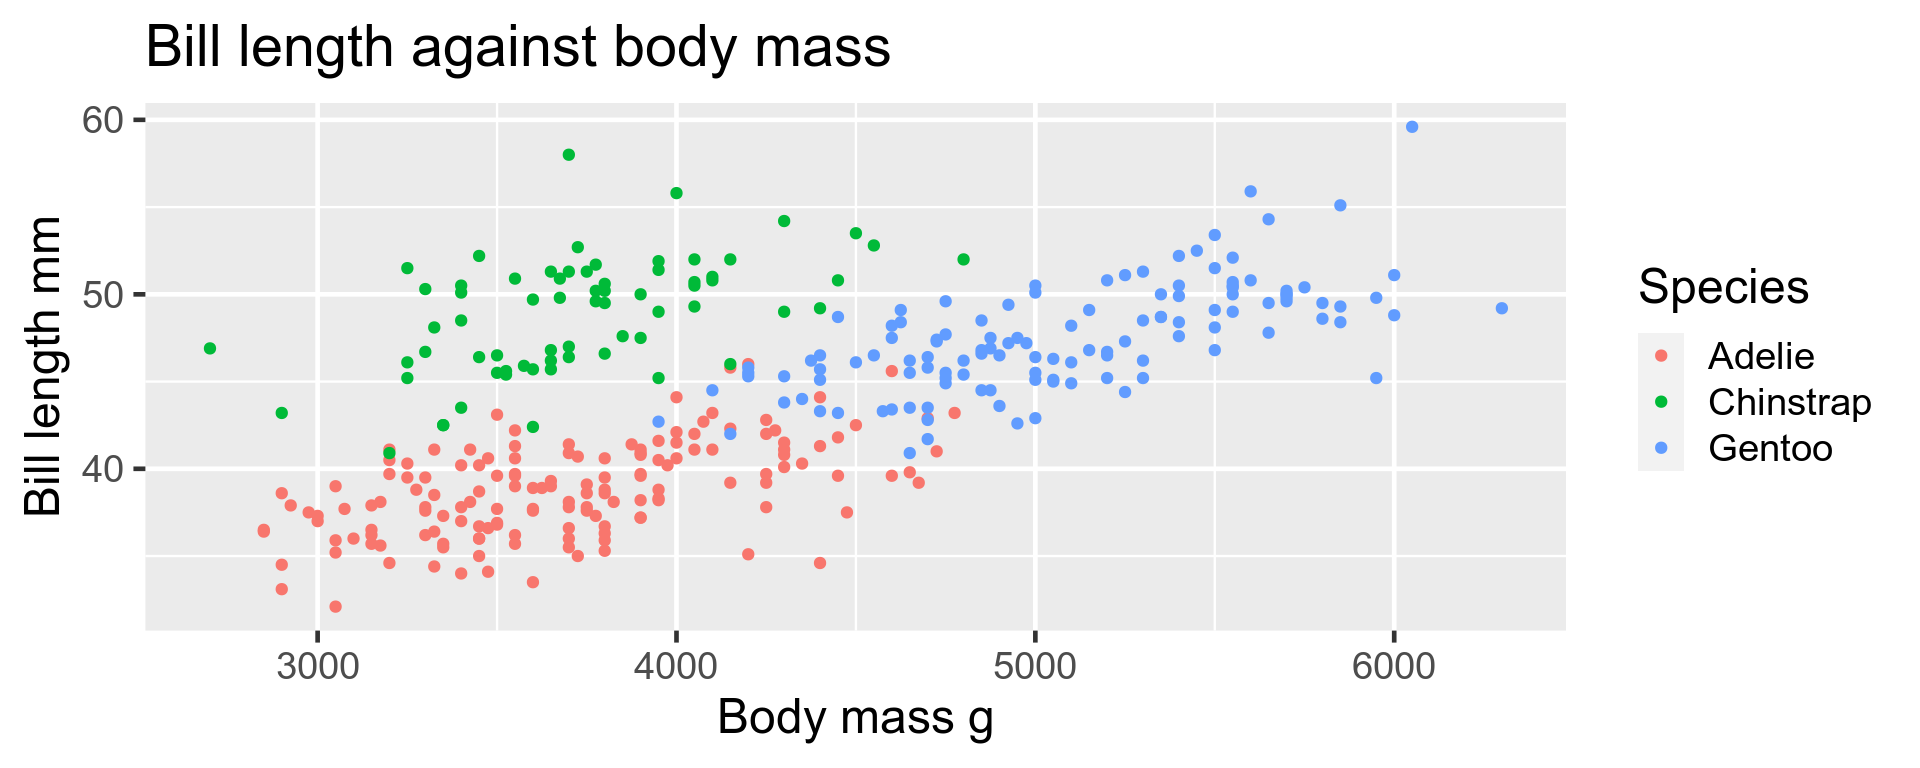 Bill length against body mass
Bill length mm
60
50
40
3000 4000 5000 6000
Body mass g
Species
Adelie
Chinstrap
Gentoo